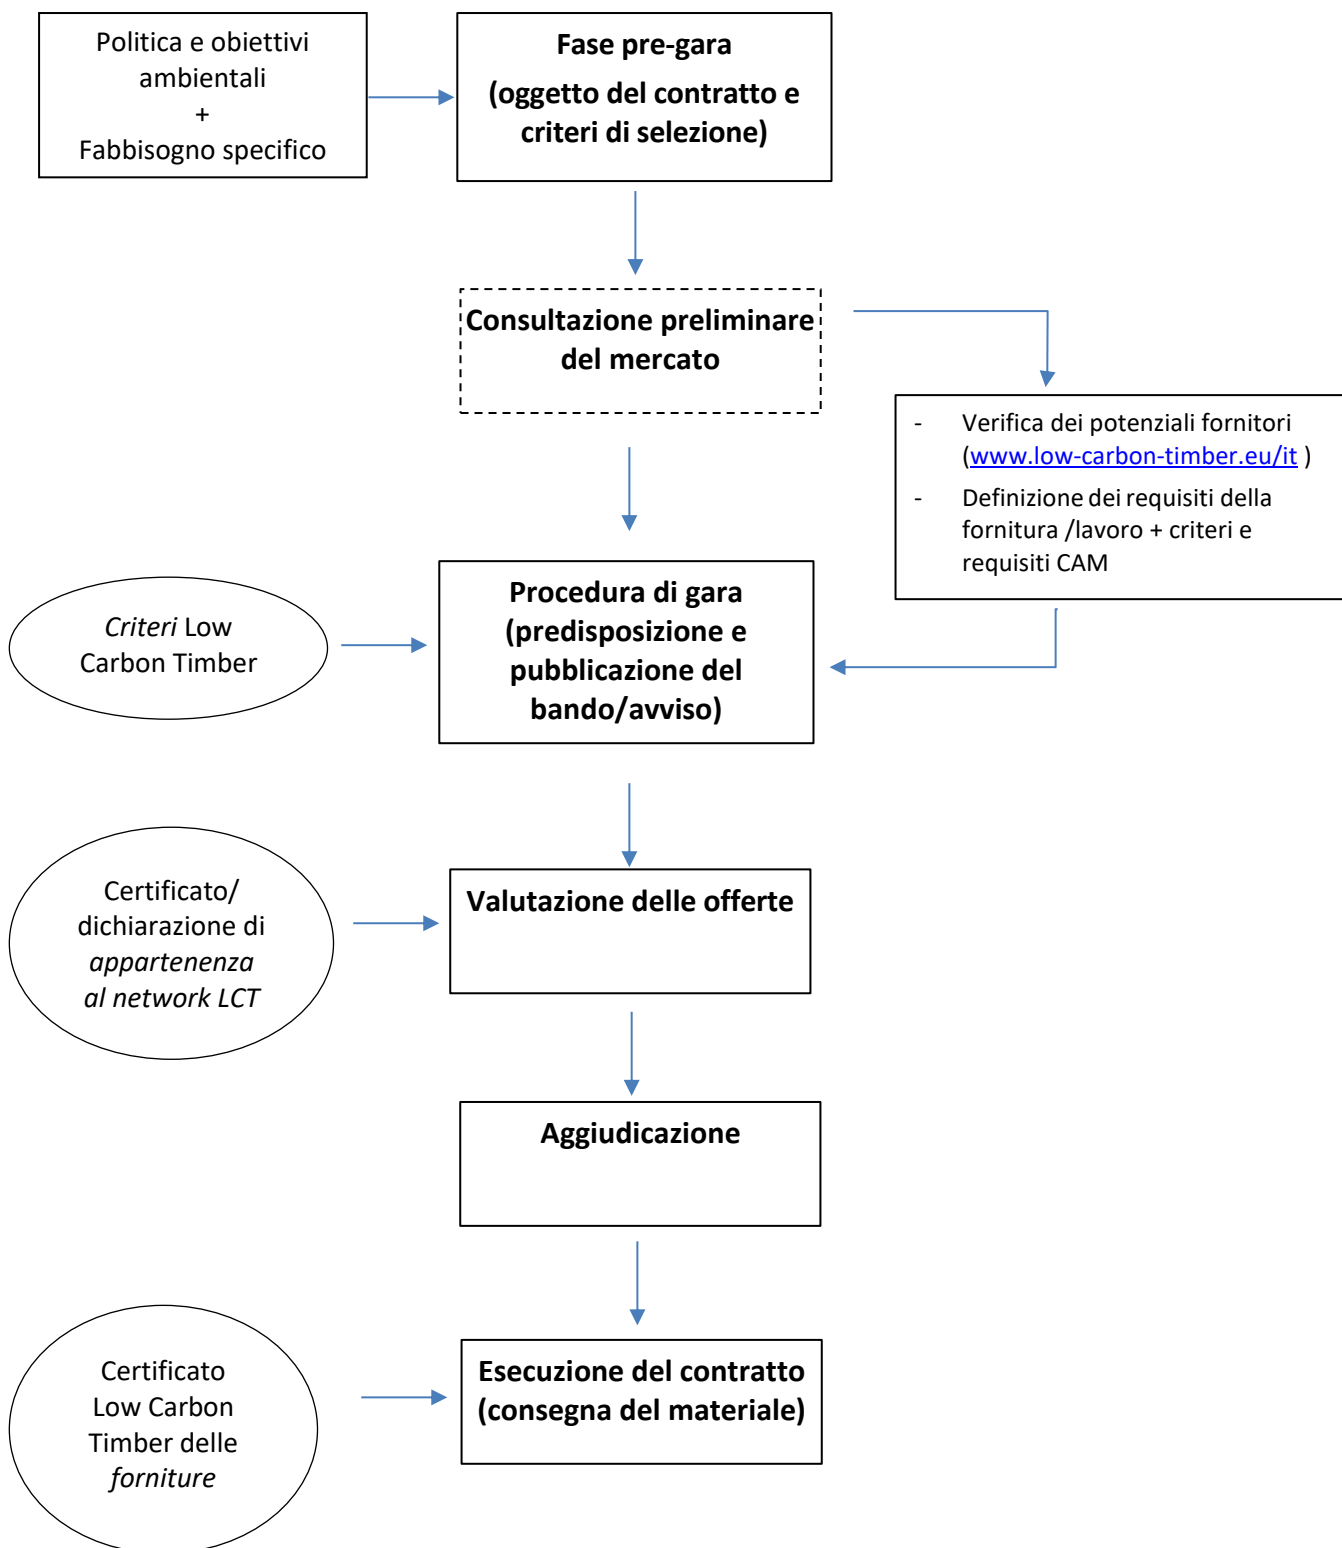 Politica e obiettivi
ambientali
+
Fabbisogno specifico
Fase pre-gara
(oggetto del contratto e
criteri di selezione)
Consultazione preliminare
del mercato
- Verifica dei potenziali fornitori
(www.low-carbon-timber.eu/it )
- Definizione dei requisiti della
fornitura /lavoro + criteri e
requisiti CAM
Criteri Low
Carbon Timber
Procedura di gara
(predisposizione e
pubblicazione del
bando/avviso)
Certificato/
dichiarazione di
appartenenza
al network LCT
Valutazione delle offerte
Aggiudicazione
Certificato
Low Carbon
Timber delle
forniture
Esecuzione del contratto
(consegna del materiale)